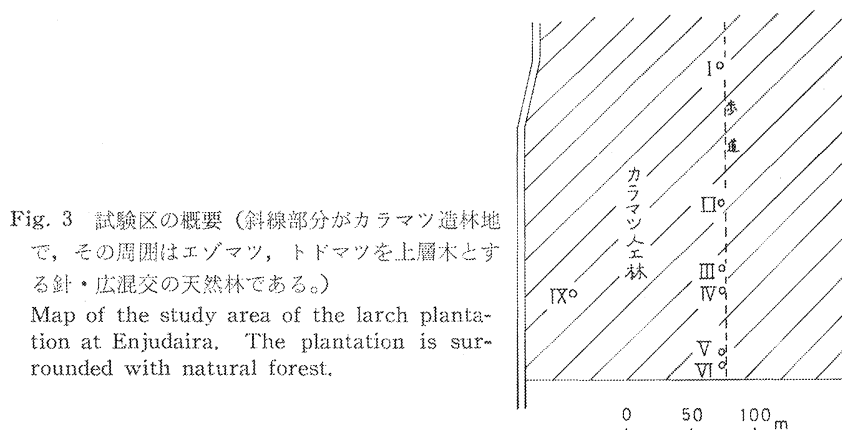 Fig. 3 試験区の概要（斜線部分がカラマツ造林地
で，その周囲はエゾマツ，トドマツを上層木とす
る針・広混交の天然林である。）
Map of the study area of the larch planta-
tion at Enjudaira. The plantation is sur-
rounded with natural forest.
I
歩道
カラマツ人工林
II
III
IV
IX
V
VI
0 50 100m